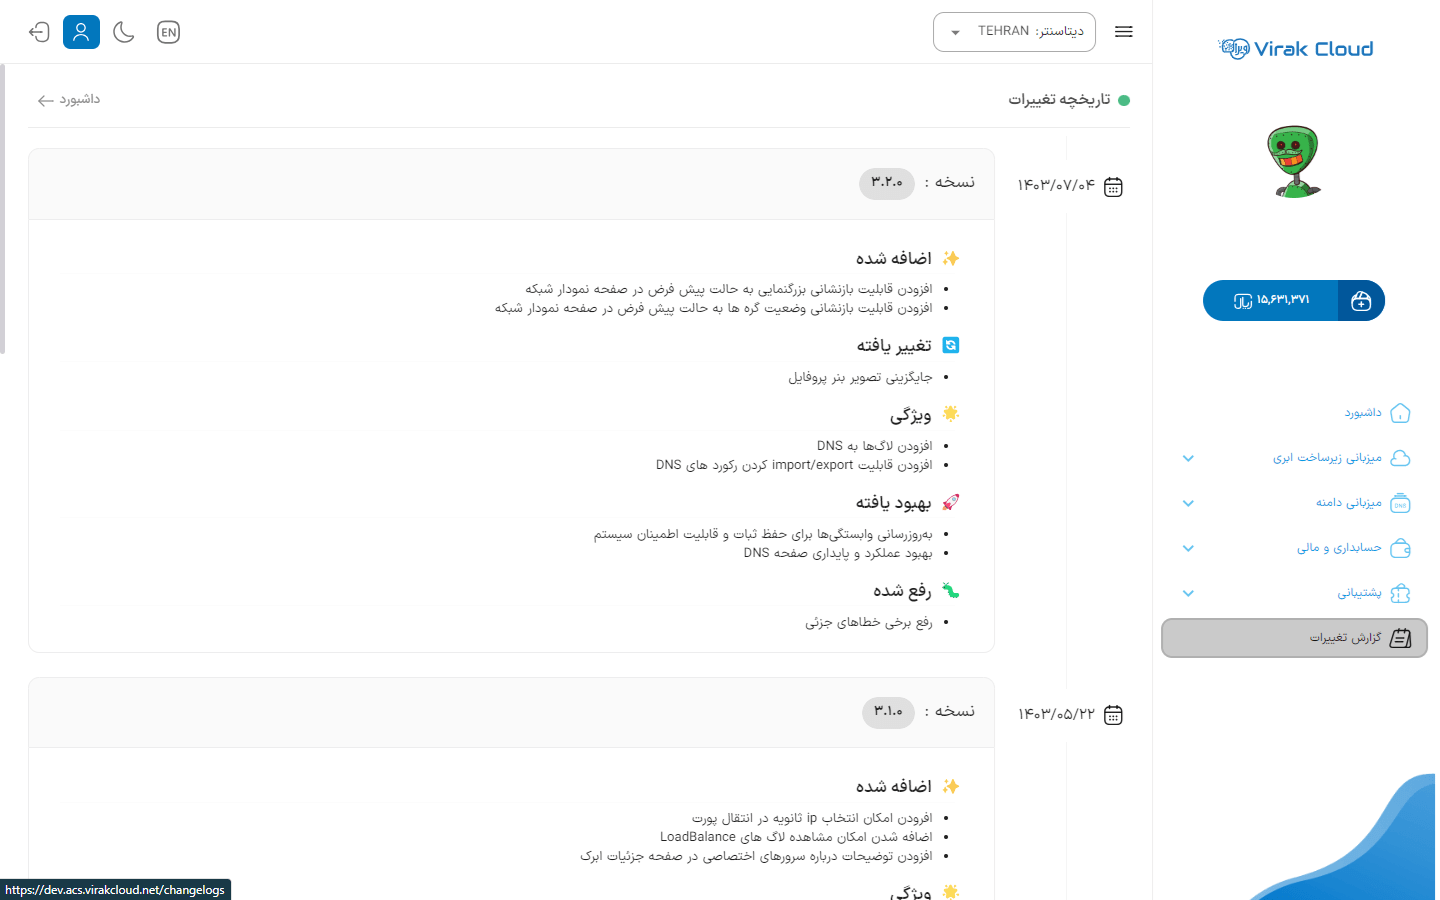 Virak Cloud
دیتاسنتر: TEHRAN
EN
تاریخچه تغییرات
داشبورد
۱۴۰۳/۰۷/۰۴
نسخه : ۳.۲.۰
اضافه شده
افزودن قابلیت بازنشانی بزرگنمایی به حالت پیش فرض در صفحه نمودار شبکه
افزودن قابلیت بازنشانی وضعیت گره ها به حالت پیش فرض در صفحه نمودار شبکه
تغییر یافته
جایگزینی تصویر بنر پروفایل
ویژگی
افزودن لاگ‌ها به DNS
افزودن قابلیت import/export کردن رکورد های DNS
بهبود یافته
به‌روزرسانی وابستگی‌ها برای حفظ ثبات و قابلیت اطمینان سیستم
بهبود عملکرد و پایداری صفحه DNS
رفع شده
رفع برخی خطاهای جزئی
۱۴۰۳/۰۵/۲۲
نسخه : ۳.۱.۰
اضافه شده
افرودن امکان انتخاب ip ثانویه در انتقال پورت
اضافه شدن امکان مشاهده لاگ های LoadBalance
افزودن توضیحات درباره سرورهای اختصاصی در صفحه جزئیات ابرک
ویژگی
۱۵,۶۳۱,۳۷۱ ریال
داشبورد
میزبانی زیرساخت ابری
DNS
میزبانی دامنه
حسابداری و مالی
پشتیبانی
گزارش تغییرات
https://dev.acs.virakcloud.net/changelogs